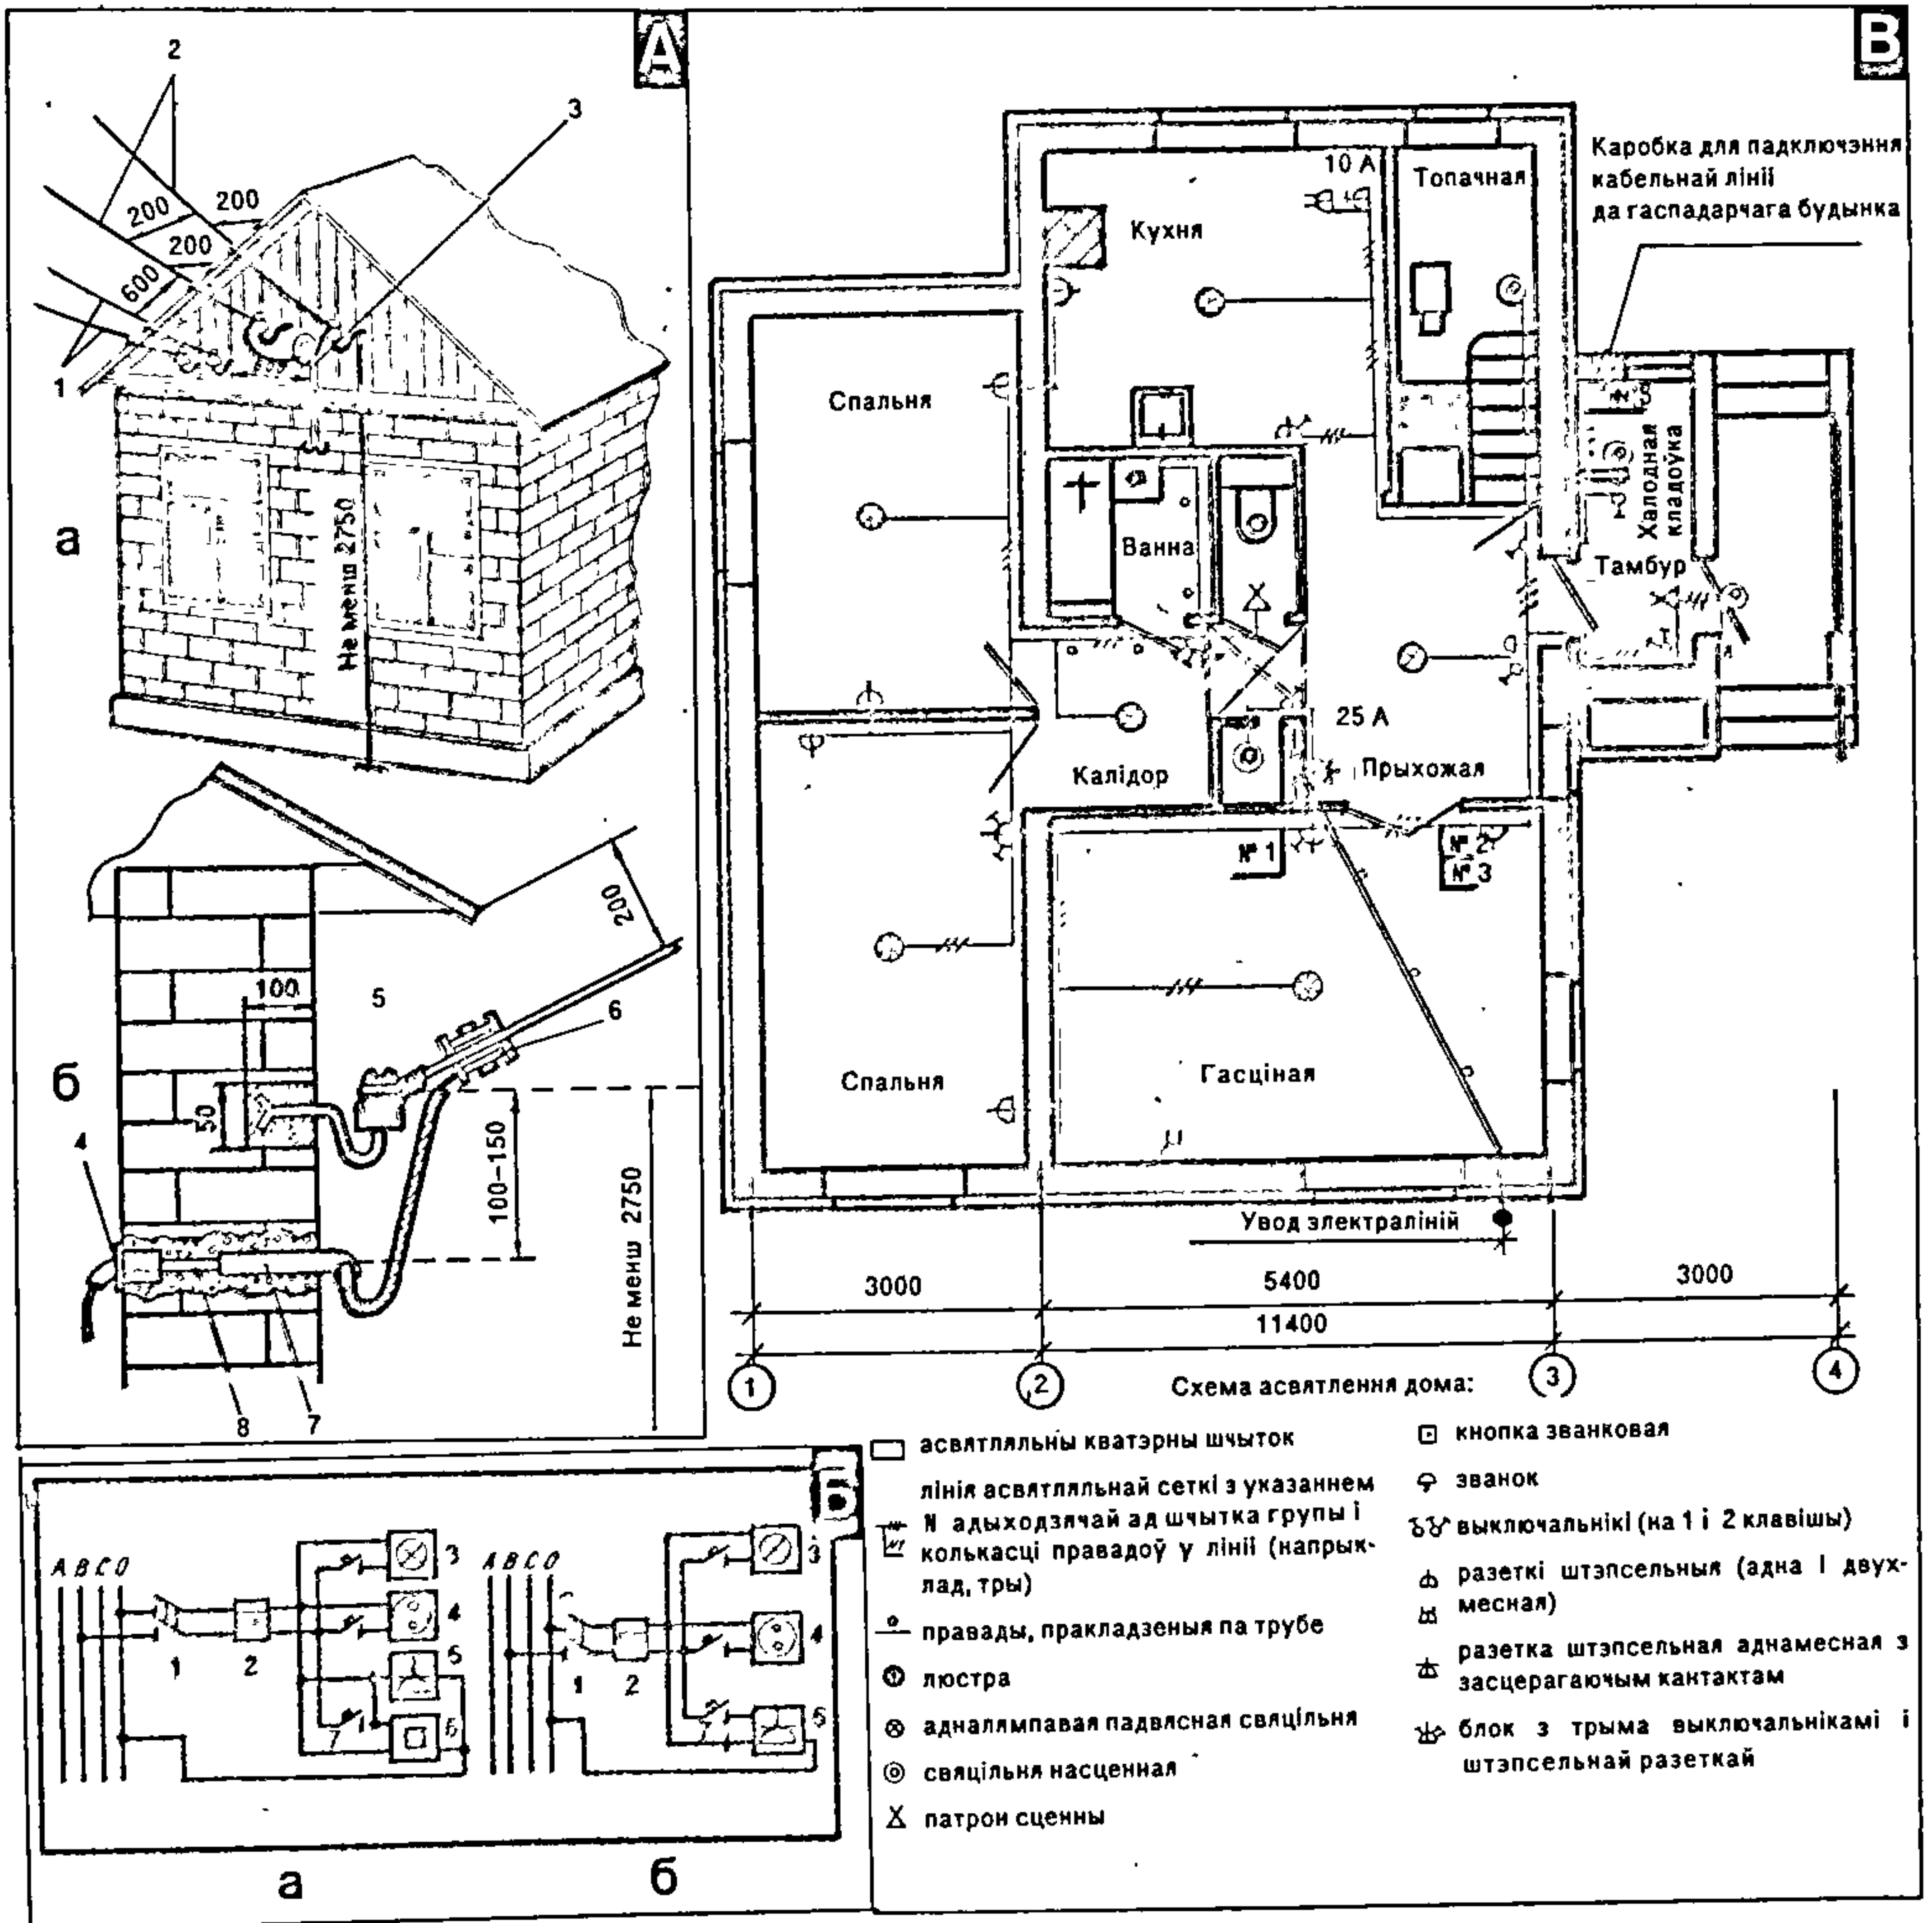 А
2
3
200
200
200
600
1
а
Не менш 2750
200
100
5
6
б
50
4
100-150
Не менш 2750
8
7
В
Каробка для падключэння
кабельнай лініі
да гаспадарчага будынка
10 А
Топачная
Кухня
Спальня
№ 5
Халодная
кладоўка
Ванна
Тамбур
25 А
Калідор
Прыхожая
№ 1
№ 2
№ 3
Спальня
Гасціная
Увод электраліній
3000
5400
3000
11400
1
2
3
4
Схема асвятлення дома:
асвятляльны кватэрны шчыток
лінія асвятляльнай сеткі з указаннем
N адыходзячай ад шчытка групы і
колькасці правадоў у лініі (напрык-
лад, тры)
правады, пракладзеныя па трубе
люстра
адналямпавая падвясная свяцільня
свяцільня насценная
патрон сценны
кнопка званковая
званок
выключальнікі (на 1 і 2 клавішы)
разеткі штэпсельныя (адна і двух-
месная)
разетка штэпсельная аднамесная з
засцерагаючым кантактам
блок з трыма выключальнікамі і
штэпсельнай разеткай
Б
А В С О
1
2
3
4
5
6
7
а
А В С О
1
2
3
4
б